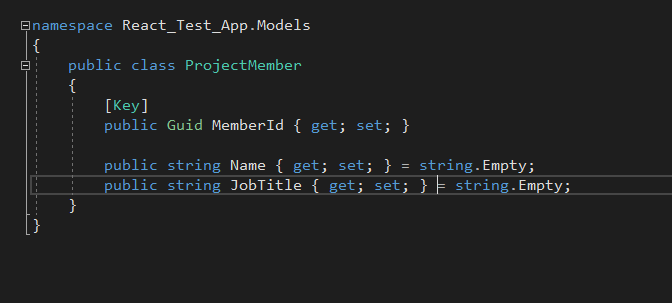 namespace React_Test_App.Models
{
public class ProjectMember
{
[Key]
public Guid MemberId { get; set; }
public string Name { get; set; } = string.Empty;
public string JobTitle { get; set; } = string.Empty;
}
}